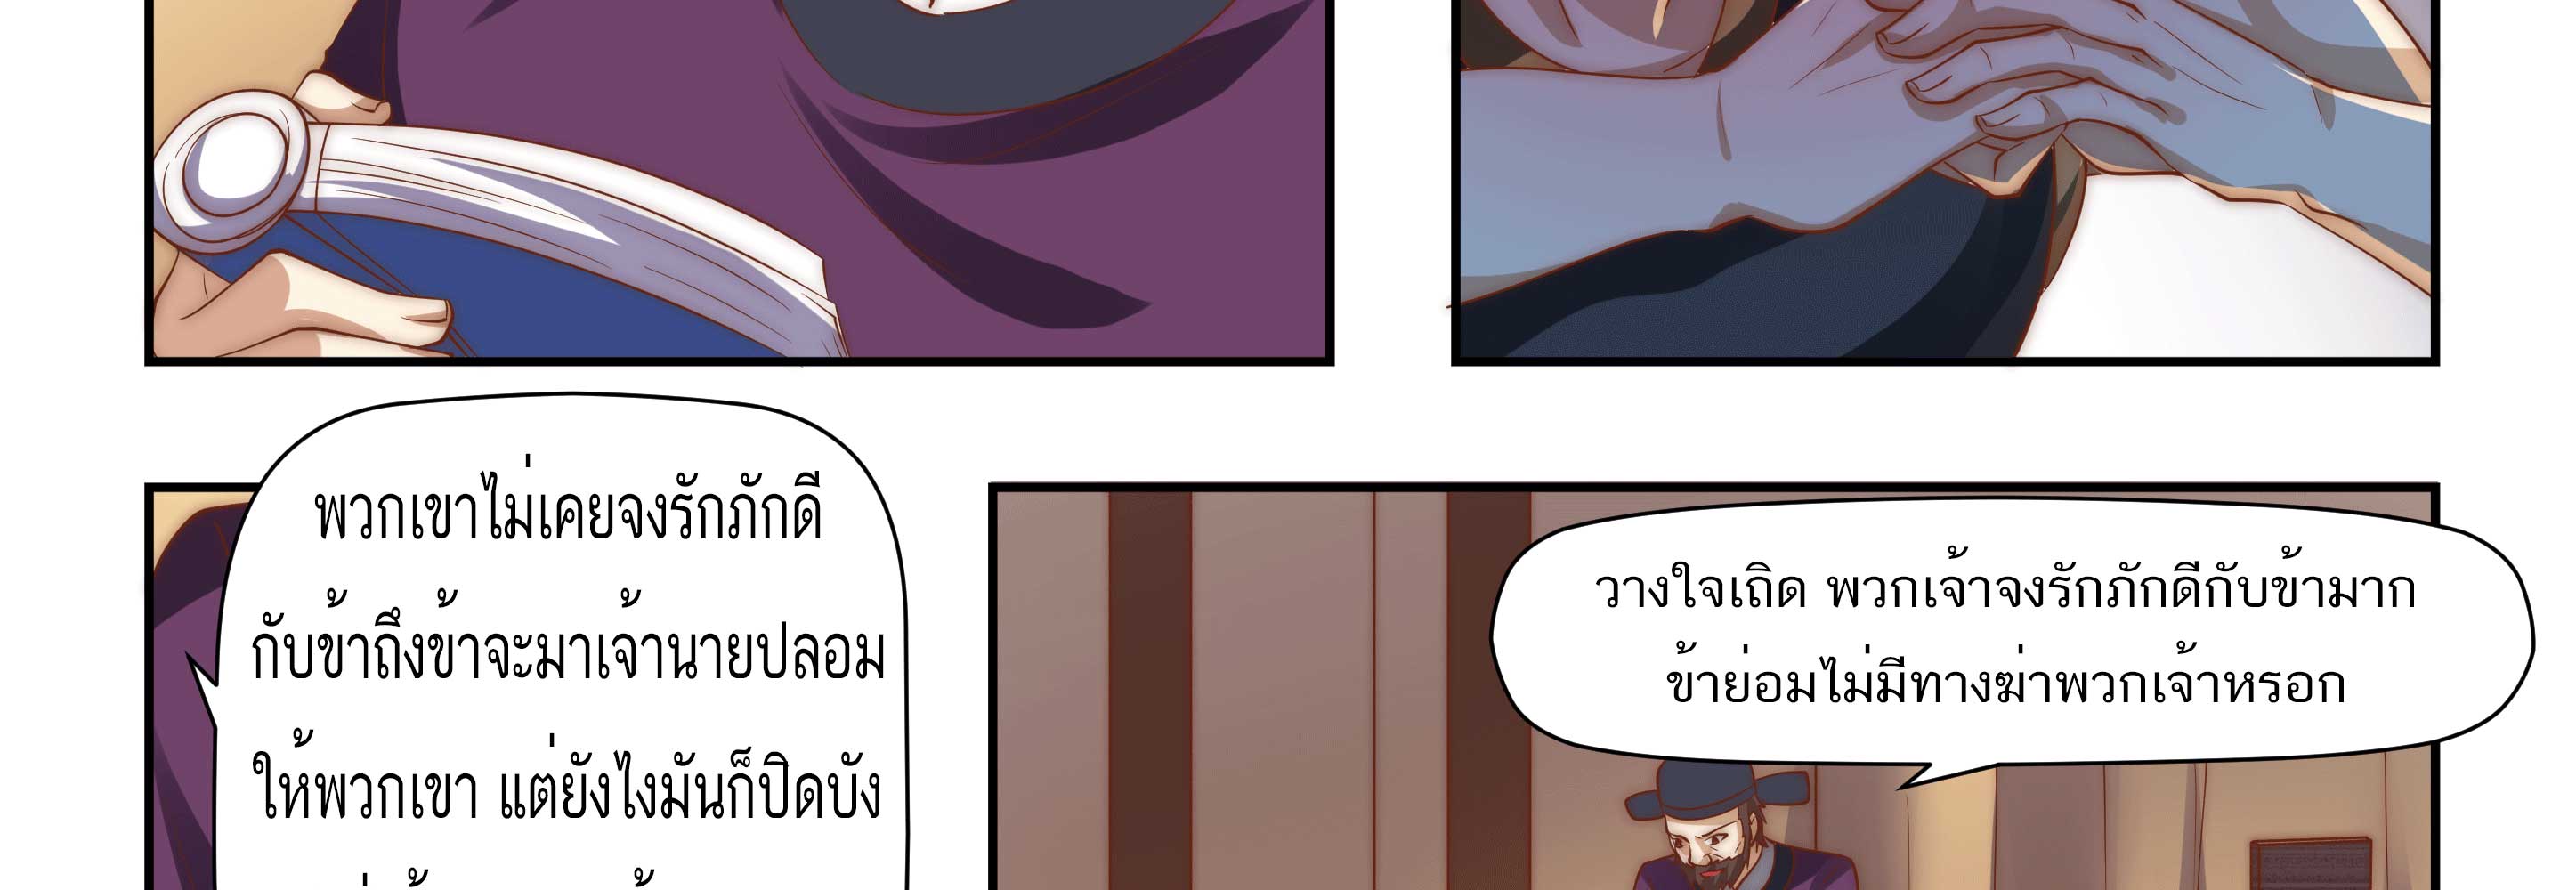 พวกเขาไม่เคยจงรักภักดี
กับข้าถึงข้าจะมาเจ้านายปลอม
ให้พวกเขา แต่ยังไงมันก็ปิดบัง
วางใจเถิด พวกเจ้าจงรักภักดีกับข้ามาก
ข้าย่อมไม่มีทางฆ่าพวกเจ้าหรอก